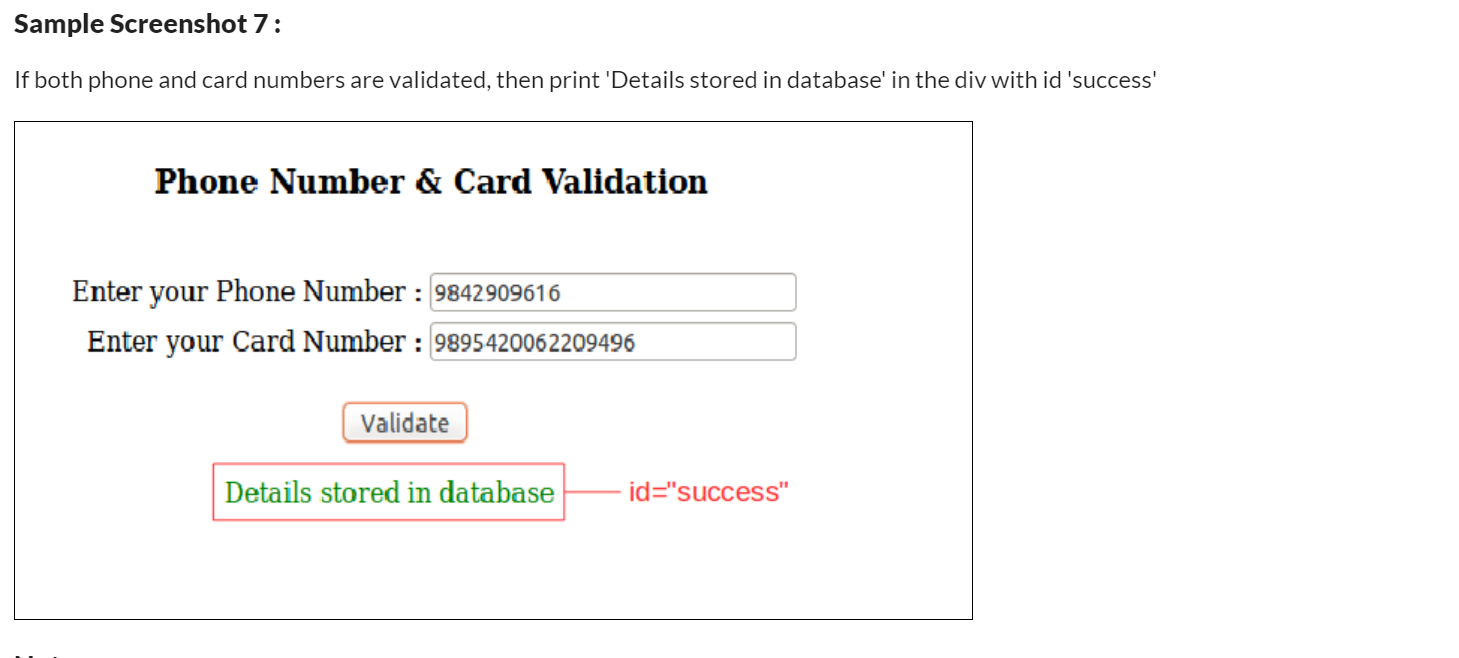 Sample Screenshot 7 :
If both phone and card numbers are validated, then print 'Details stored in database' in the div with id 'success'
Phone Number & Card Validation
Enter your Phone Number : 9842909616
Enter your Card Number : 9895420062209496
Validate
Details stored in database id="success"